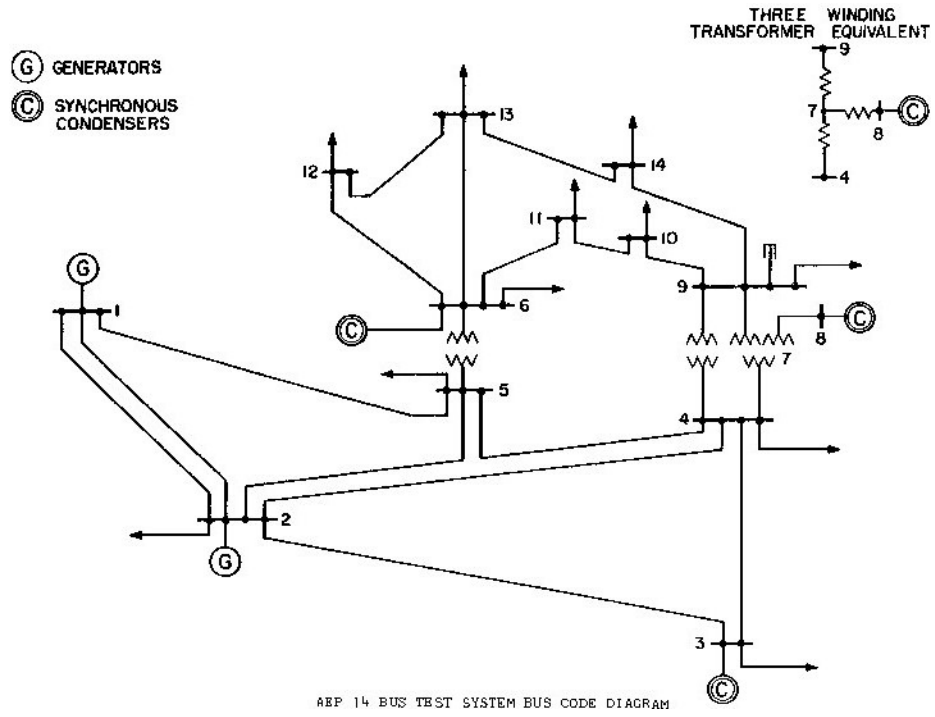 THREE WINDING
TRANSFORMER EQUIVALENT
9
7
8
C
4
G GENERATORS
C SYNCHRONOUS
CONDENSERS
13
12
14
11
10
G
1
6
9
C
8
C
7
5
4
2
G
3
C
AEP 14 BUS TEST SYSTEM BUS CODE DIAGRAM